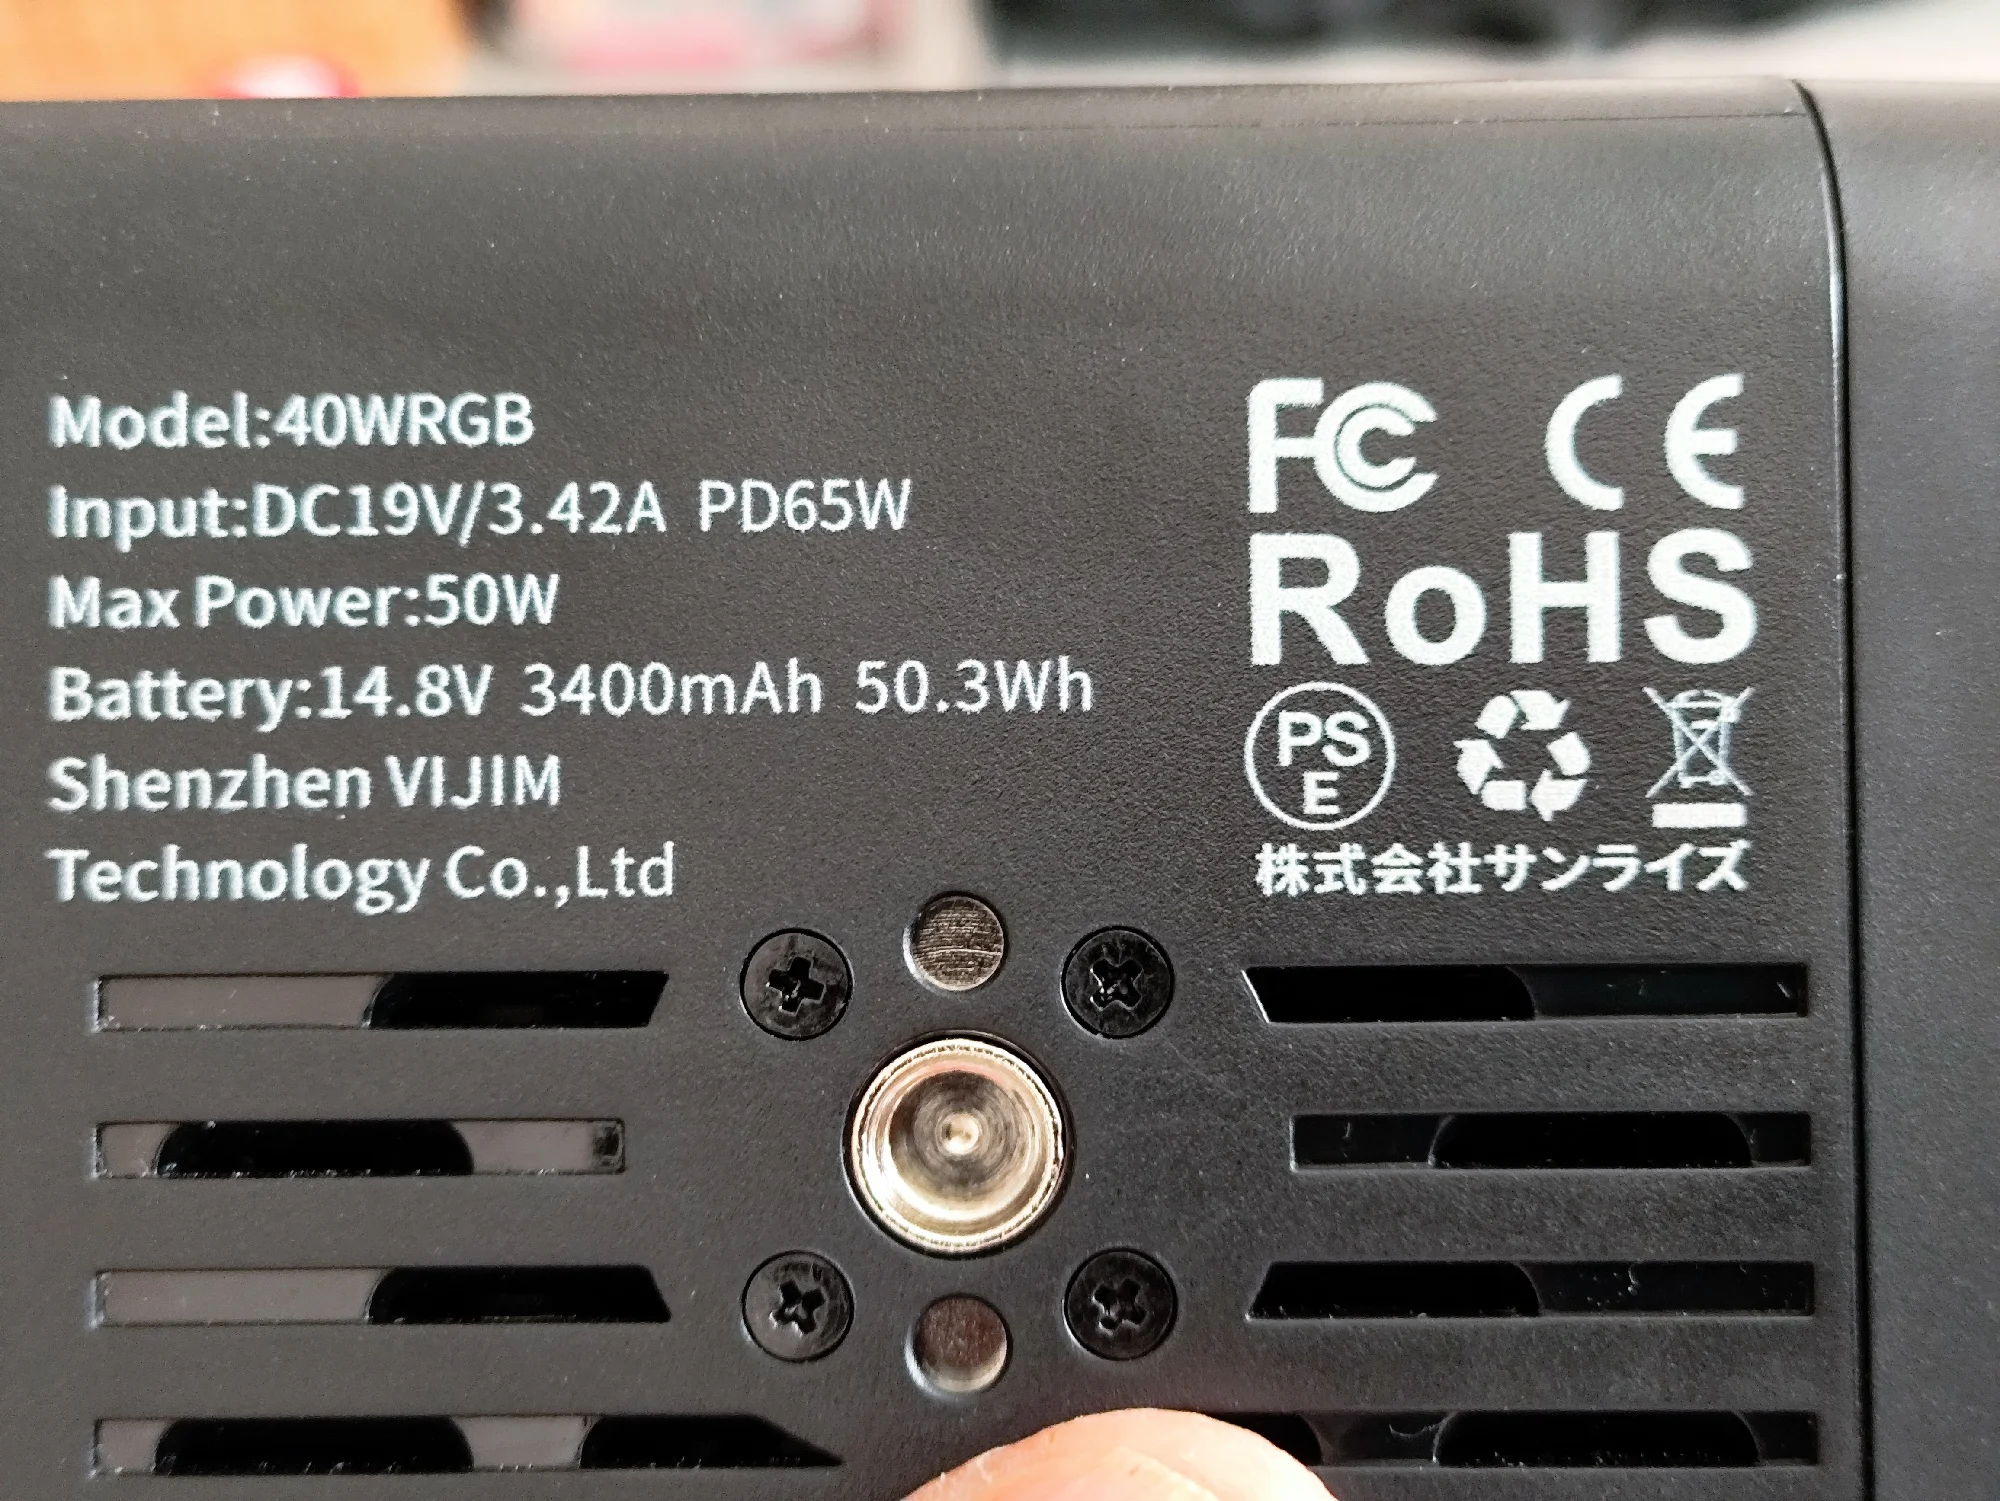 Model:40WRGB
Input:DC19V/3.42A PD65W
Max Power:50W
Battery:14.8V 3400mAh 50.3Wh
Shenzhen VIJIM
Technology Co.,Ltd
FC CE
RoHS
PS
E
株式会社サンライズ